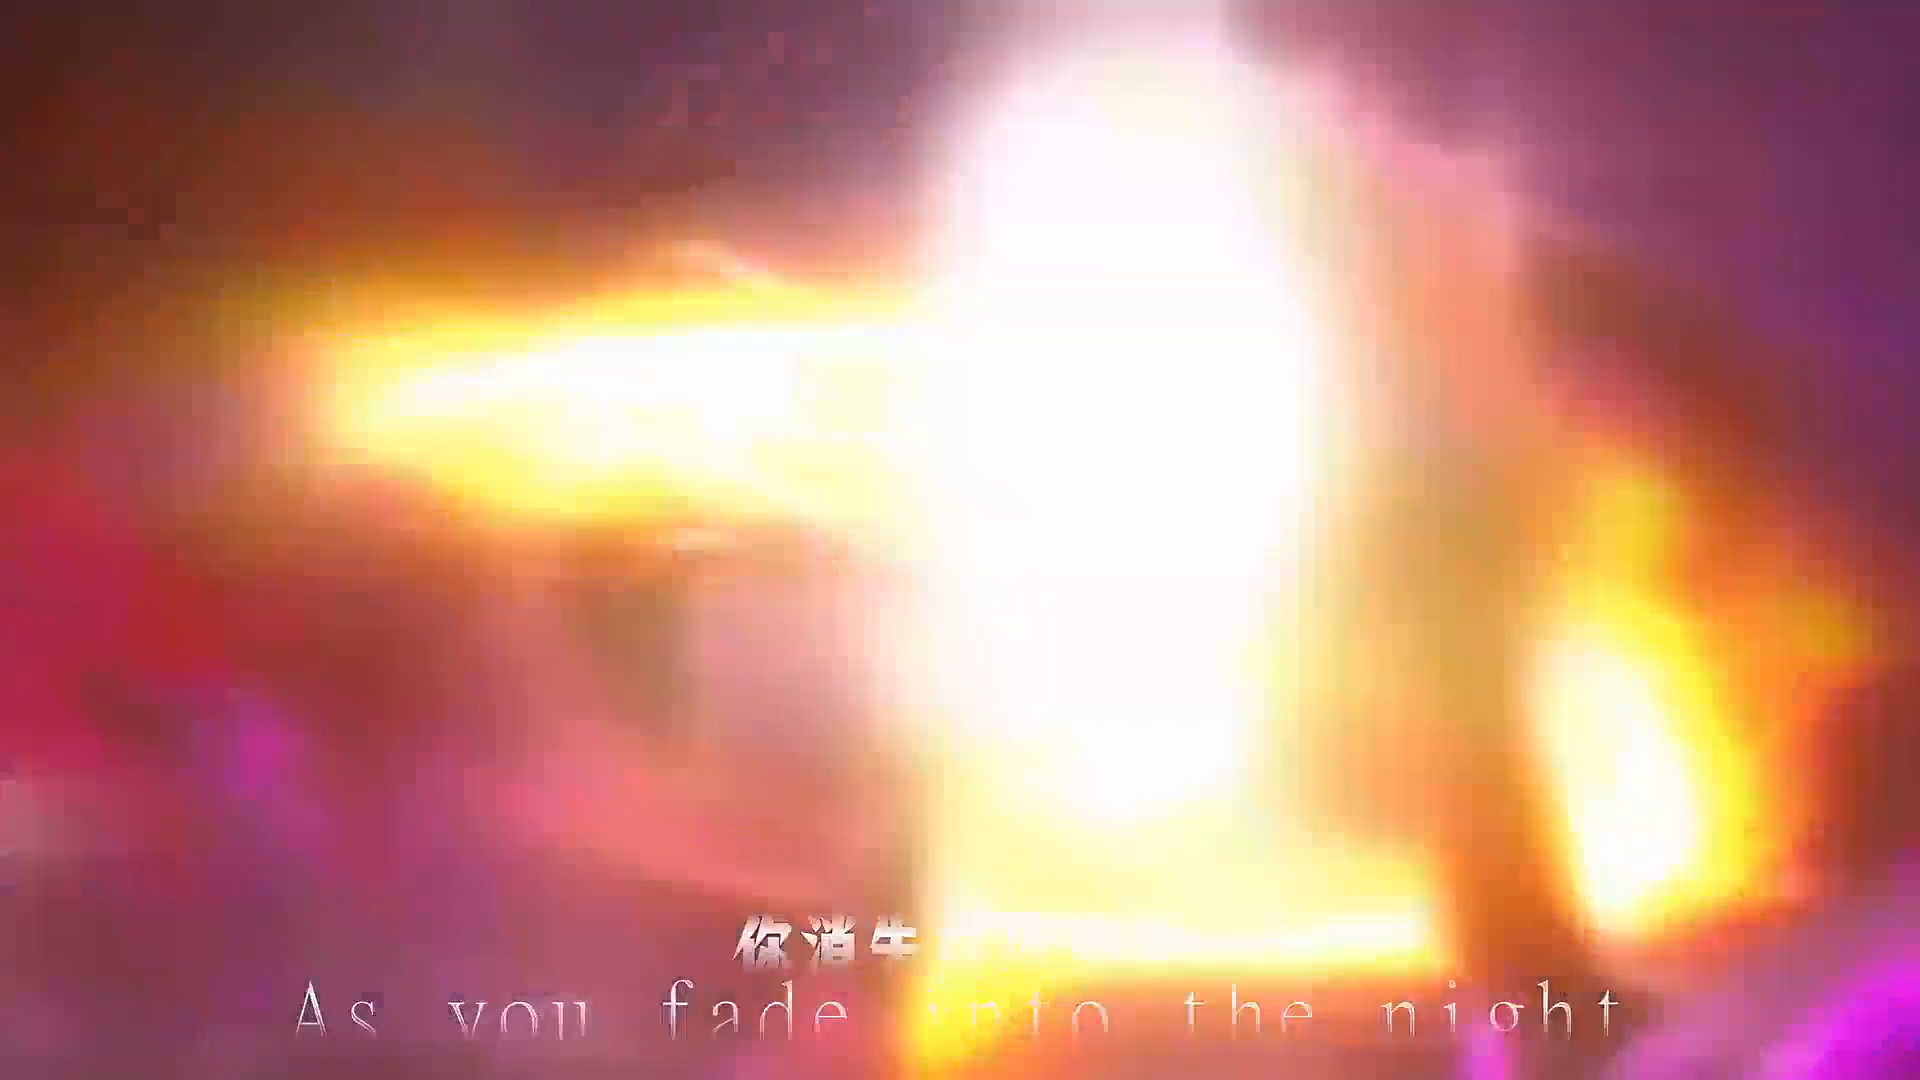 你消失
As you fade into the night